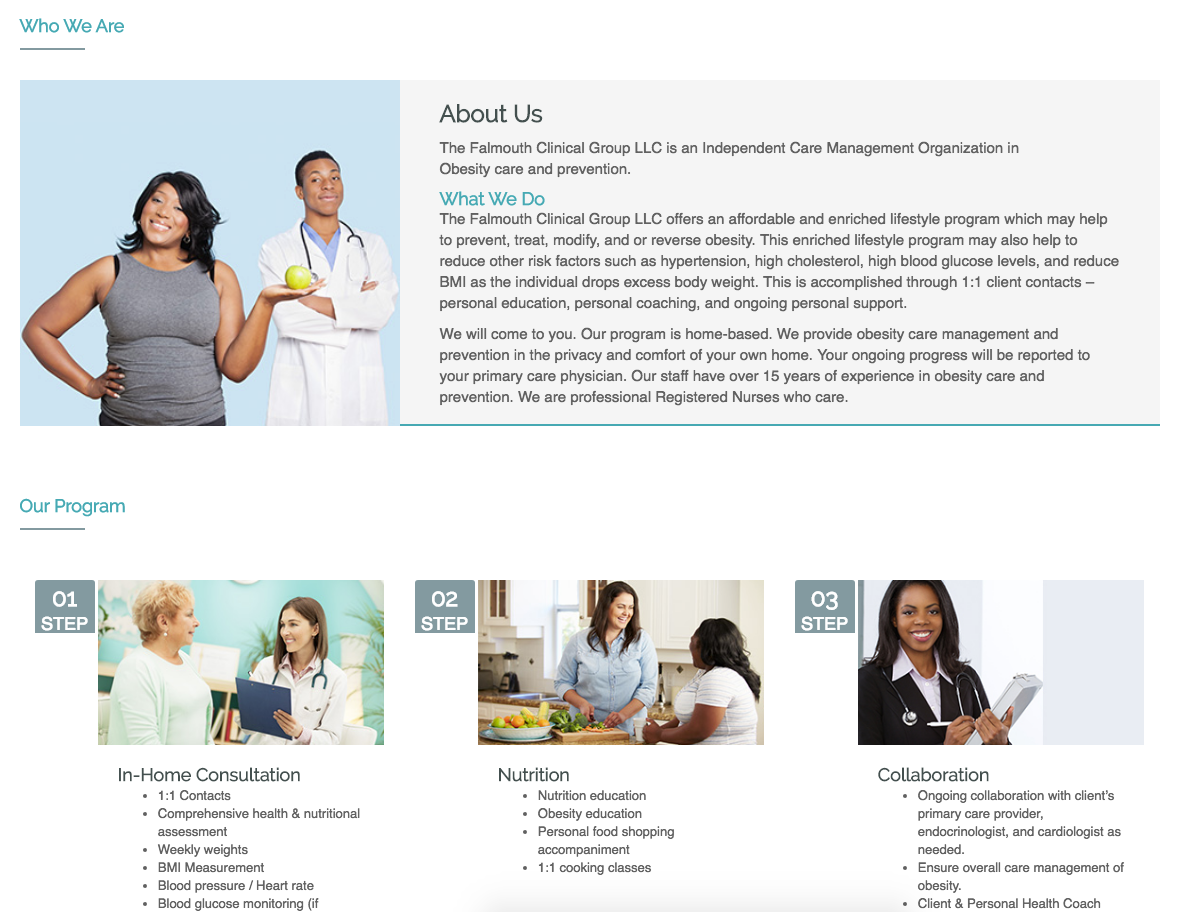 Who We Are
About Us
The Falmouth Clinical Group LLC is an Independent Care Management Organization in
Obesity care and prevention.
What We Do
The Falmouth Clinical Group LLC offers an affordable and enriched lifestyle program which may help
to prevent, treat, modify, and or reverse obesity. This enriched lifestyle program may also help to
reduce other risk factors such as hypertension, high cholesterol, high blood glucose levels, and reduce
BMI as the individual drops excess body weight. This is accomplished through 1:1 client contacts –
personal education, personal coaching, and ongoing personal support.
We will come to you. Our program is home-based. We provide obesity care management and
prevention in the privacy and comfort of your own home. Your ongoing progress will be reported to
your primary care physician. Our staff have over 15 years of experience in obesity care and
prevention. We are professional Registered Nurses who care.
Our Program
01
STEP
In-Home Consultation
• 1:1 Contacts
• Comprehensive health & nutritional
assessment
• Weekly weights
• BMI Measurement
• Blood pressure / Heart rate
• Blood glucose monitoring (if
02
STEP
Nutrition
• Nutrition education
• Obesity education
• Personal food shopping
accompaniment
• 1:1 cooking classes
03
STEP
Collaboration
• Ongoing collaboration with client’s
primary care provider,
endocrinologist, and cardiologist as
needed.
• Ensure overall care management of
obesity.
• Client & Personal Health Coach